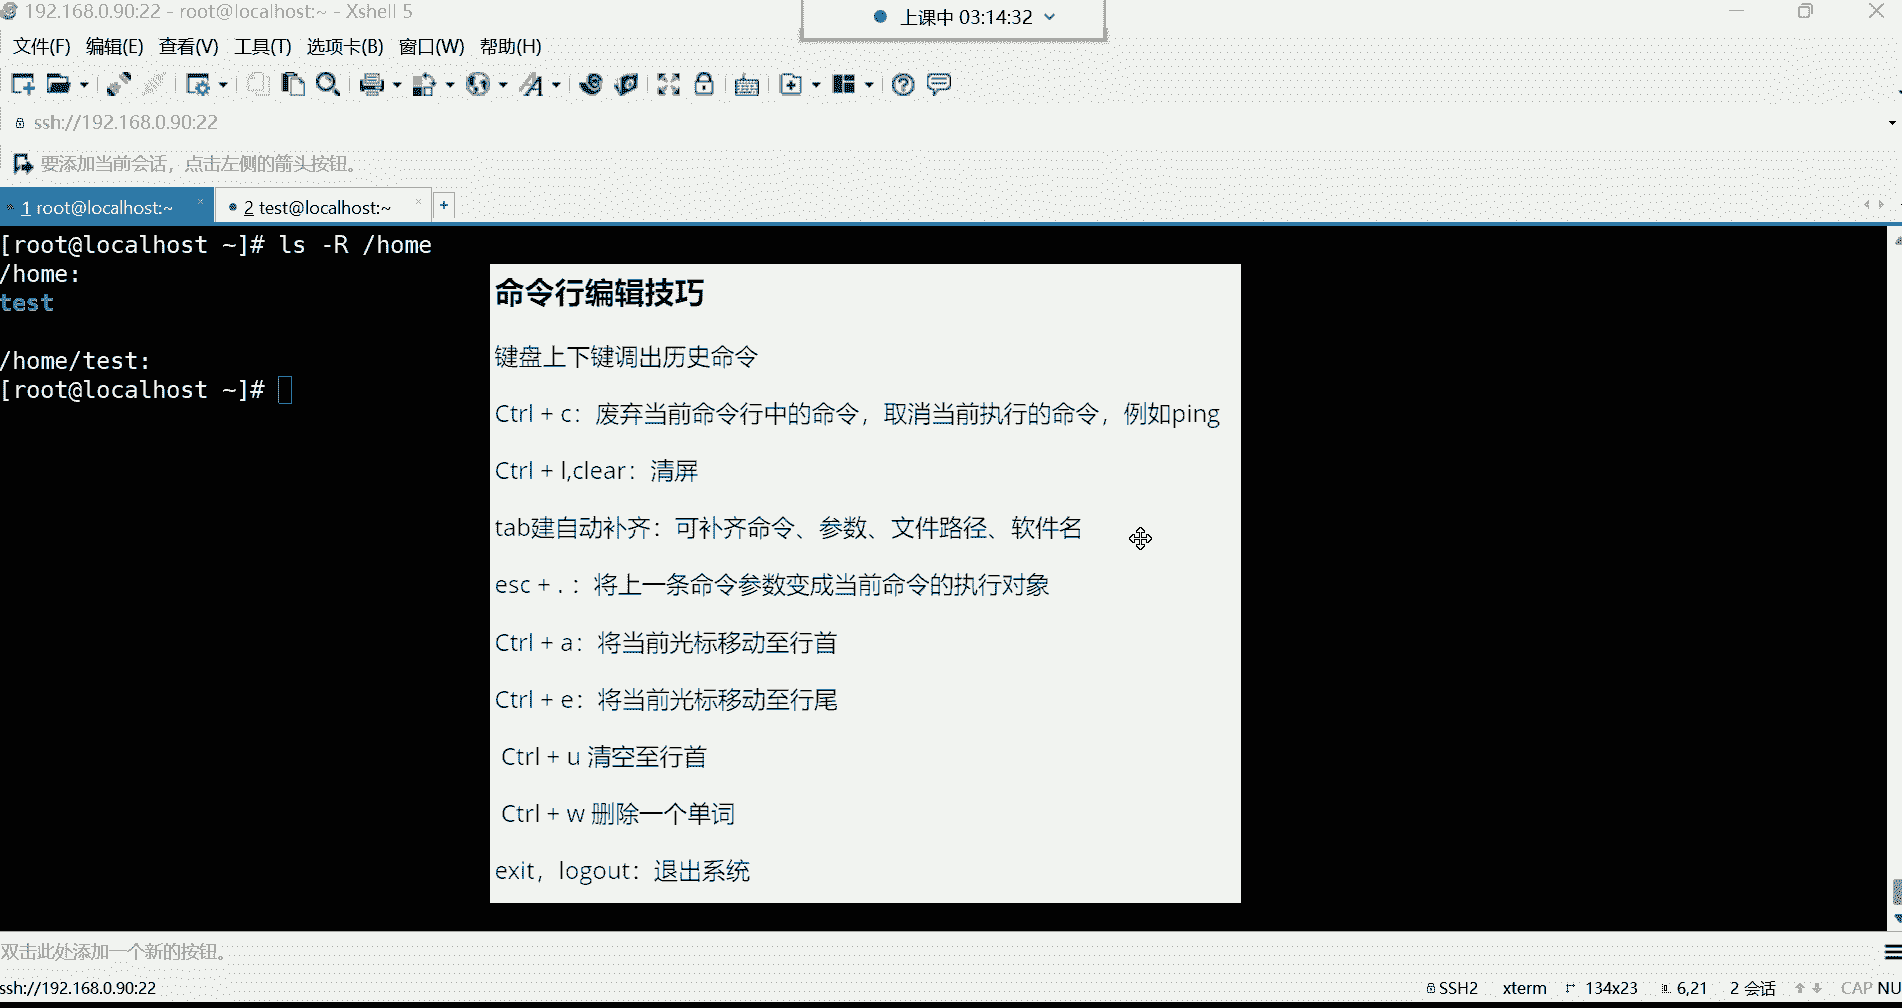 192.168.0.90:22 - root@localhost:~ - Xshell 5
上课中 03:14:32
文件(F) 编辑(E) 查看(V) 工具(T) 选项卡(B) 窗口(W) 帮助(H)
ssh://192.168.0.90:22
要添加当前会话，点击左侧的箭头按钮。
1 root@localhost:~ 2 test@localhost:~
[root@localhost ~]# ls -R /home
/home:
test
/home/test:
[root@localhost ~]#
命令行编辑技巧
键盘上下键调出历史命令
Ctrl + c：废弃当前命令行中的命令，取消当前执行的命令，例如ping
Ctrl + l,clear：清屏
tab建自动补齐：可补齐命令、参数、文件路径、软件名
esc + . ：将上一条命令参数变成当前命令的执行对象
Ctrl + a：将当前光标移动至行首
Ctrl + e：将当前光标移动至行尾
Ctrl + u 清空至行首
Ctrl + w 删除一个单词
exit，logout：退出系统
双击此处添加一个新的按钮。
ssh://192.168.0.90:22 SSH2 xterm 134x23 6,21 2 会话 CAP NU